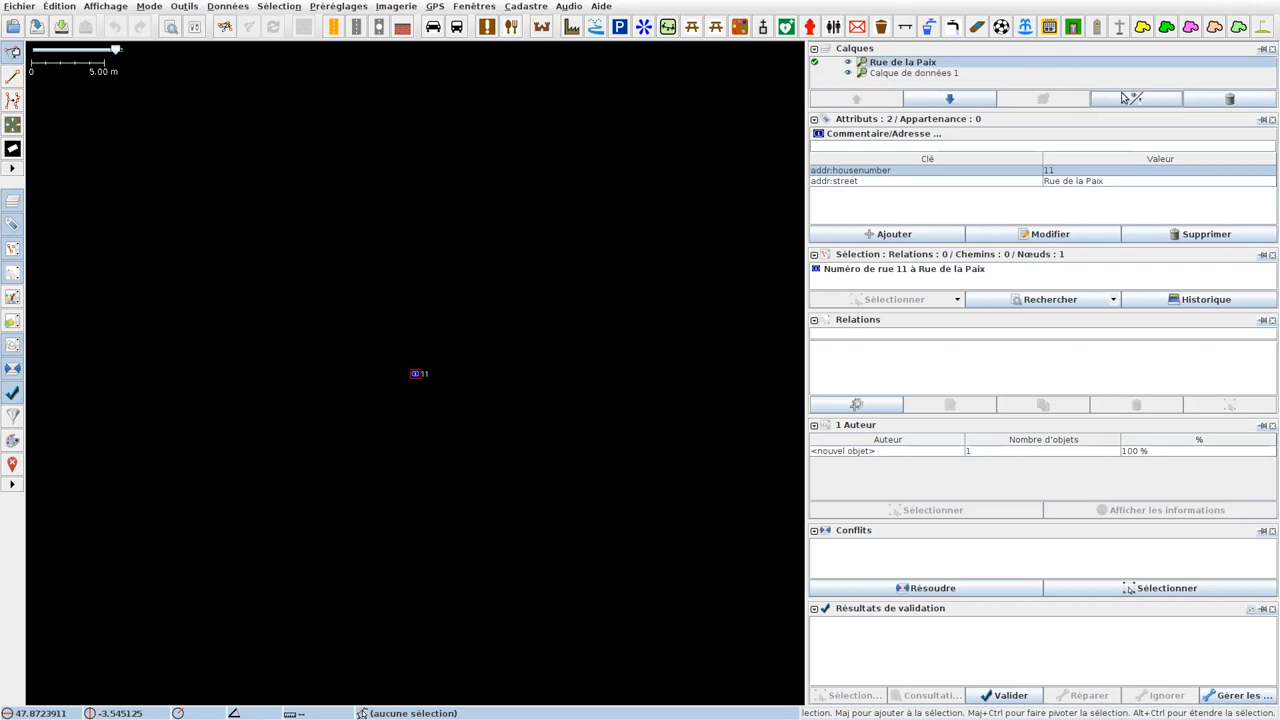 Fichier Édition Affichage Mode Outils Données Sélection Préréglages Imagerie GPS Fenêtres Cadastre Audio Aide
0 5.00 m
11
Calques
Rue de la Paix
Calque de données 1
Attributs : 2 / Appartenance : 0
Commentaire/Adresse ...
Clé Valeur
addr:housenumber 11
addr:street Rue de la Paix
Ajouter Modifier Supprimer
Sélection : Relations : 0 / Chemins : 0 / Nœuds : 1
Numéro de rue 11 à Rue de la Paix
Sélectionner Rechercher Historique
Relations
1 Auteur
Auteur Nombre d'objets %
<nouvel objet> 1 100 %
Sélectionner Afficher les informations
Conflits
Résoudre Sélectionner
Résultats de validation
Sélection... Consultati... Valider Réparer Ignorer Gère les ...
47.8723911 -3.545125 -- (aucune sélection) lection. Maj pour ajouter à la sélection. Maj+Ctrl pour faire pivoter la sélection. Alt+Ctrl pour étendre la sélection.